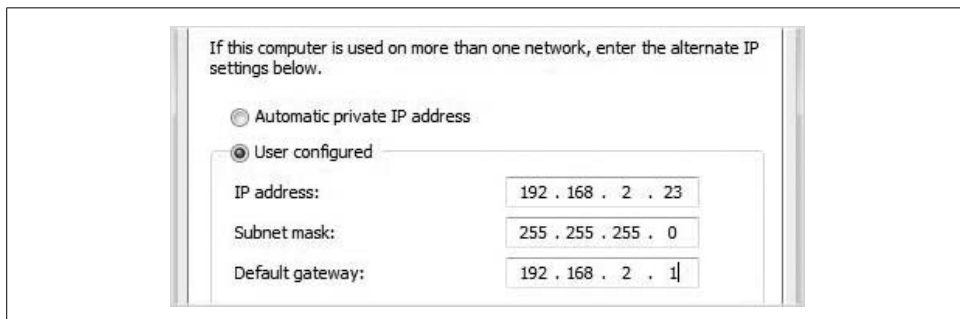 If this computer is used on more than one network, enter the alternate IP
settings below.
Automatic private IP address
User configured
IP address: 192 . 168 . 2 . 23
Subnet mask: 255 . 255 . 255 . 0
Default gateway: 192 . 168 . 2 . 1